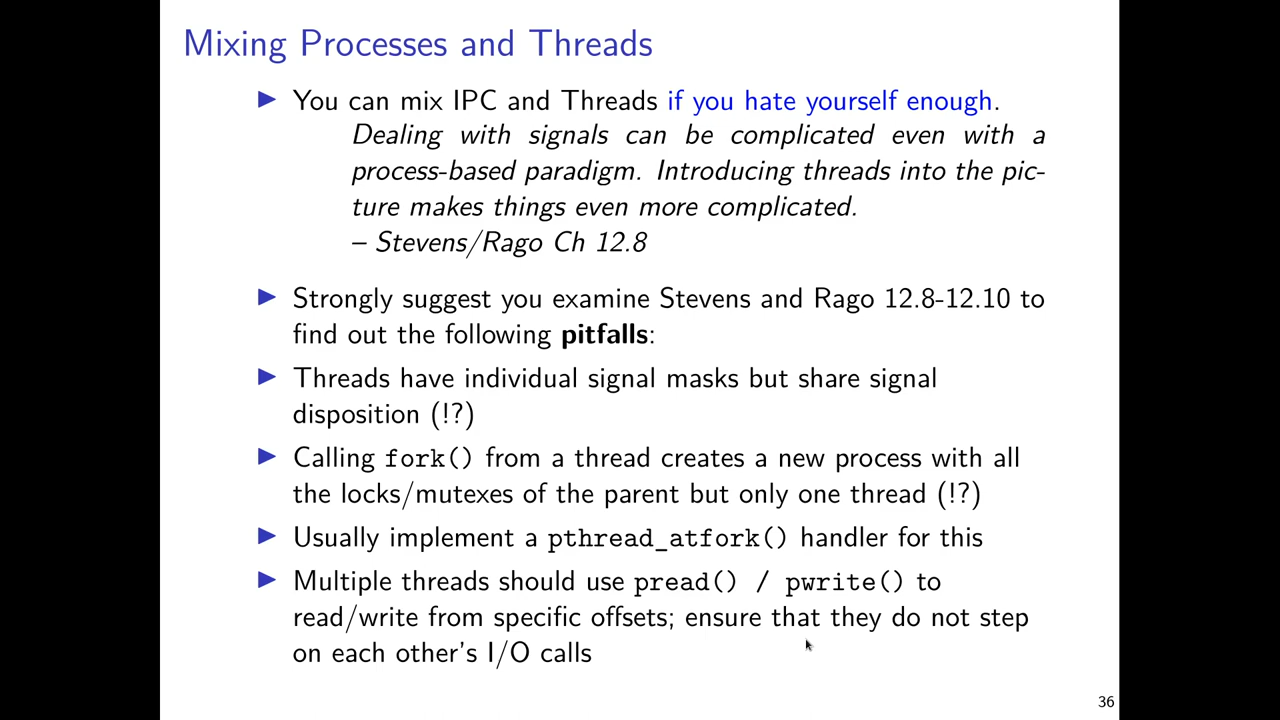 Mixing Processes and Threads
▶ You can mix IPC and Threads if you hate yourself enough.
Dealing with signals can be complicated even with a
process-based paradigm. Introducing threads into the pic-
ture makes things even more complicated.
– Stevens/Rago Ch 12.8
▶ Strongly suggest you examine Stevens and Rago 12.8-12.10 to
find out the following pitfalls:
▶ Threads have individual signal masks but share signal
disposition (!?)
▶ Calling fork() from a thread creates a new process with all
the locks/mutexes of the parent but only one thread (!?)
▶ Usually implement a pthread_atfork() handler for this
▶ Multiple threads should use pread() / pwrite() to
read/write from specific offsets; ensure that they do not step
on each other's I/O calls
36